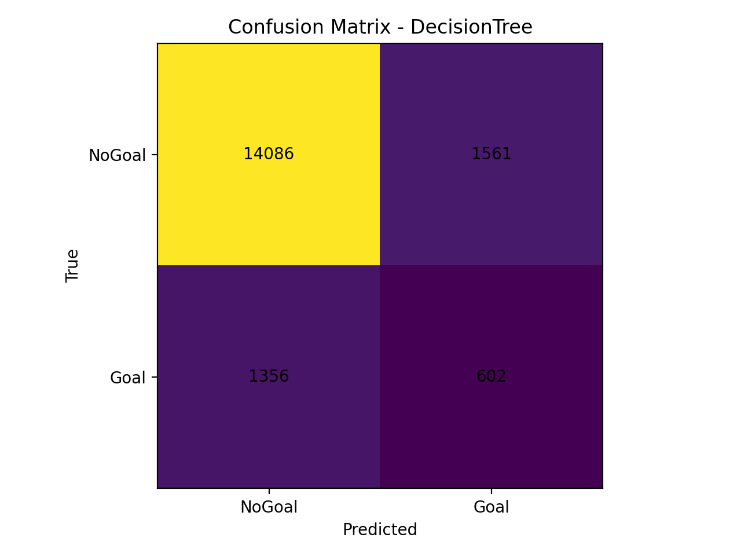 Confusion Matrix - DecisionTree
NoGoal
14086
1561
True
Goal
1356
602
NoGoal
Goal
Predicted